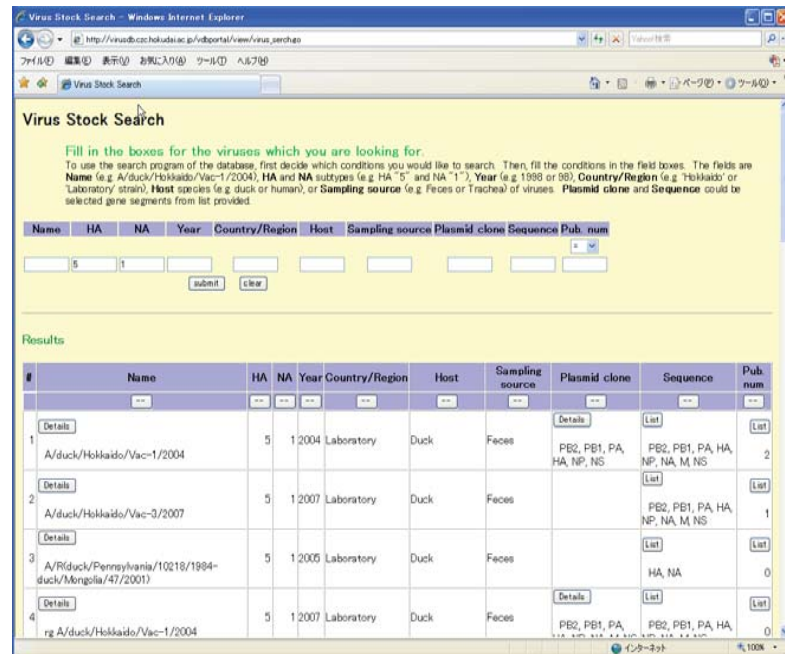 Virus Stock Search - Windows Internet Explorer
http://virusdb.czc.hokudai.ac.jp/vdbportal/view/virus_serch.go
ファイル(F) 編集(E) 表示(V) お気に入り(A) ツール(T) ヘルプ(H)
Virus Stock Search
ページ(P) ツール(O)
Virus Stock Search
Fill in the boxes for the viruses which you are looking for.
To use the search program of the database, first decide which conditions you would like to search. Then, fill the conditions in the field boxes. The fields are
Name (e.g. A/duck/Hokkaido/Vac-1/2004), HA and NA subtypes (e.g. HA "5" and NA "1"), Year (e.g. 1998 or 98), Country/Region (e.g. 'Hokkaido' or
'Laboratory' strain), Host species (e.g. duck or human), or Sampling source (e.g. Feces or Trachea) of viruses. Plasmid clone and Sequence could be
selected gene segments from list provided.
Name HA NA Year Country/Region Host Sampling source Plasmid clone Sequence Pub. num
=
5 1
submit clear
Results
# Name HA NA Year Country/Region Host Sampling source Plasmid clone Sequence Pub. num
-- -- -- -- -- -- -- -- -- --
Details Details List List
1 A/duck/Hokkaido/Vac-1/2004 5 1 2004 Laboratory Duck Feces PB2, PB1, PA, PB2, PB1, PA, HA, 2
HA, NP, NS NP, NA, M, NS
Details List List
2 A/duck/Hokkaido/Vac-3/2007 5 1 2007 Laboratory Duck Feces PB2, PB1, PA, HA, 1
NP, NA, M, NS
Details List List
3 A/R(duck/Pennsylvania/10218/1984- 5 1 2005 Laboratory Duck Feces HA, NA 0
duck/Mongolia/47/2001)
Details Details List List
4 rg A/duck/Hokkaido/Vac-1/2004 5 1 2007 Laboratory Duck Feces PB2, PB1, PA, PB2, PB1, PA, HA, 0
インターネット 100%